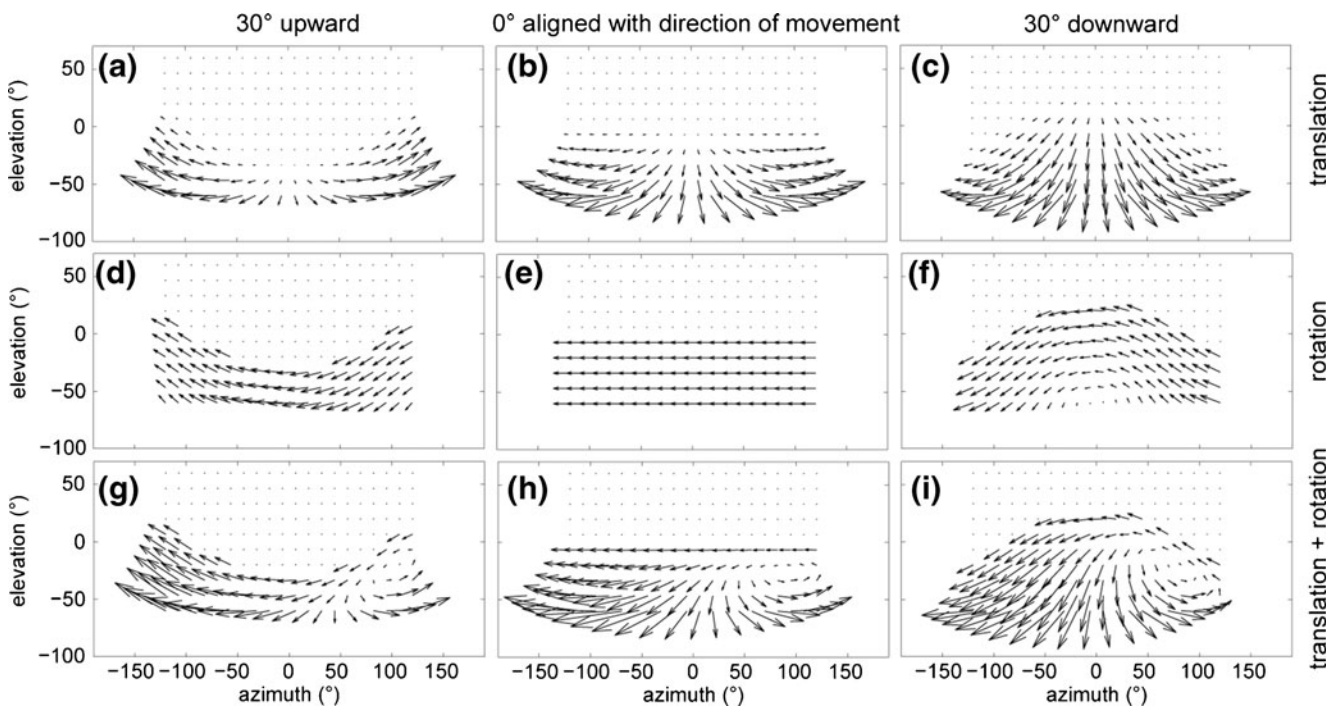 30° upward
0° aligned with direction of movement
30° downward
(a)
(b)
(c)
elevation (°)
50
0
−50
−100
translation
(d)
(e)
(f)
elevation (°)
50
0
−50
−100
rotation
(g)
(h)
(i)
elevation (°)
50
0
−50
−100
translation + rotation
−150 −100 −50 0 50 100 150
−150 −100 −50 0 50 100 150
−150 −100 −50 0 50 100 150
azimuth (°)
azimuth (°)
azimuth (°)